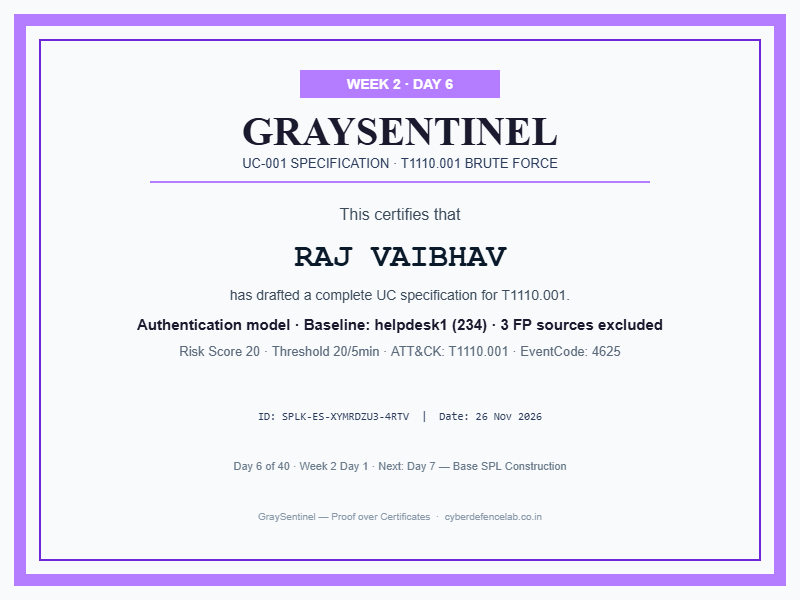 WEEK 2 · DAY 6
GRAYSENTINEL
UC-001 SPECIFICATION · T1110.001 BRUTE FORCE
This certifies that
RAJ VAIBHAV
has drafted a complete UC specification for T1110.001.
Authentication model · Baseline: helpdesk1 (234) · 3 FP sources excluded
Risk Score 20 · Threshold 20/5min · ATT&CK: T1110.001 · EventCode: 4625
ID: SPLK-ES-XYMRDZU3-4RTV | Date: 26 Nov 2026
Day 6 of 40 · Week 2 Day 1 · Next: Day 7 — Base SPL Construction
GraySentinel — Proof over Certificates · cyberdefencelab.co.in